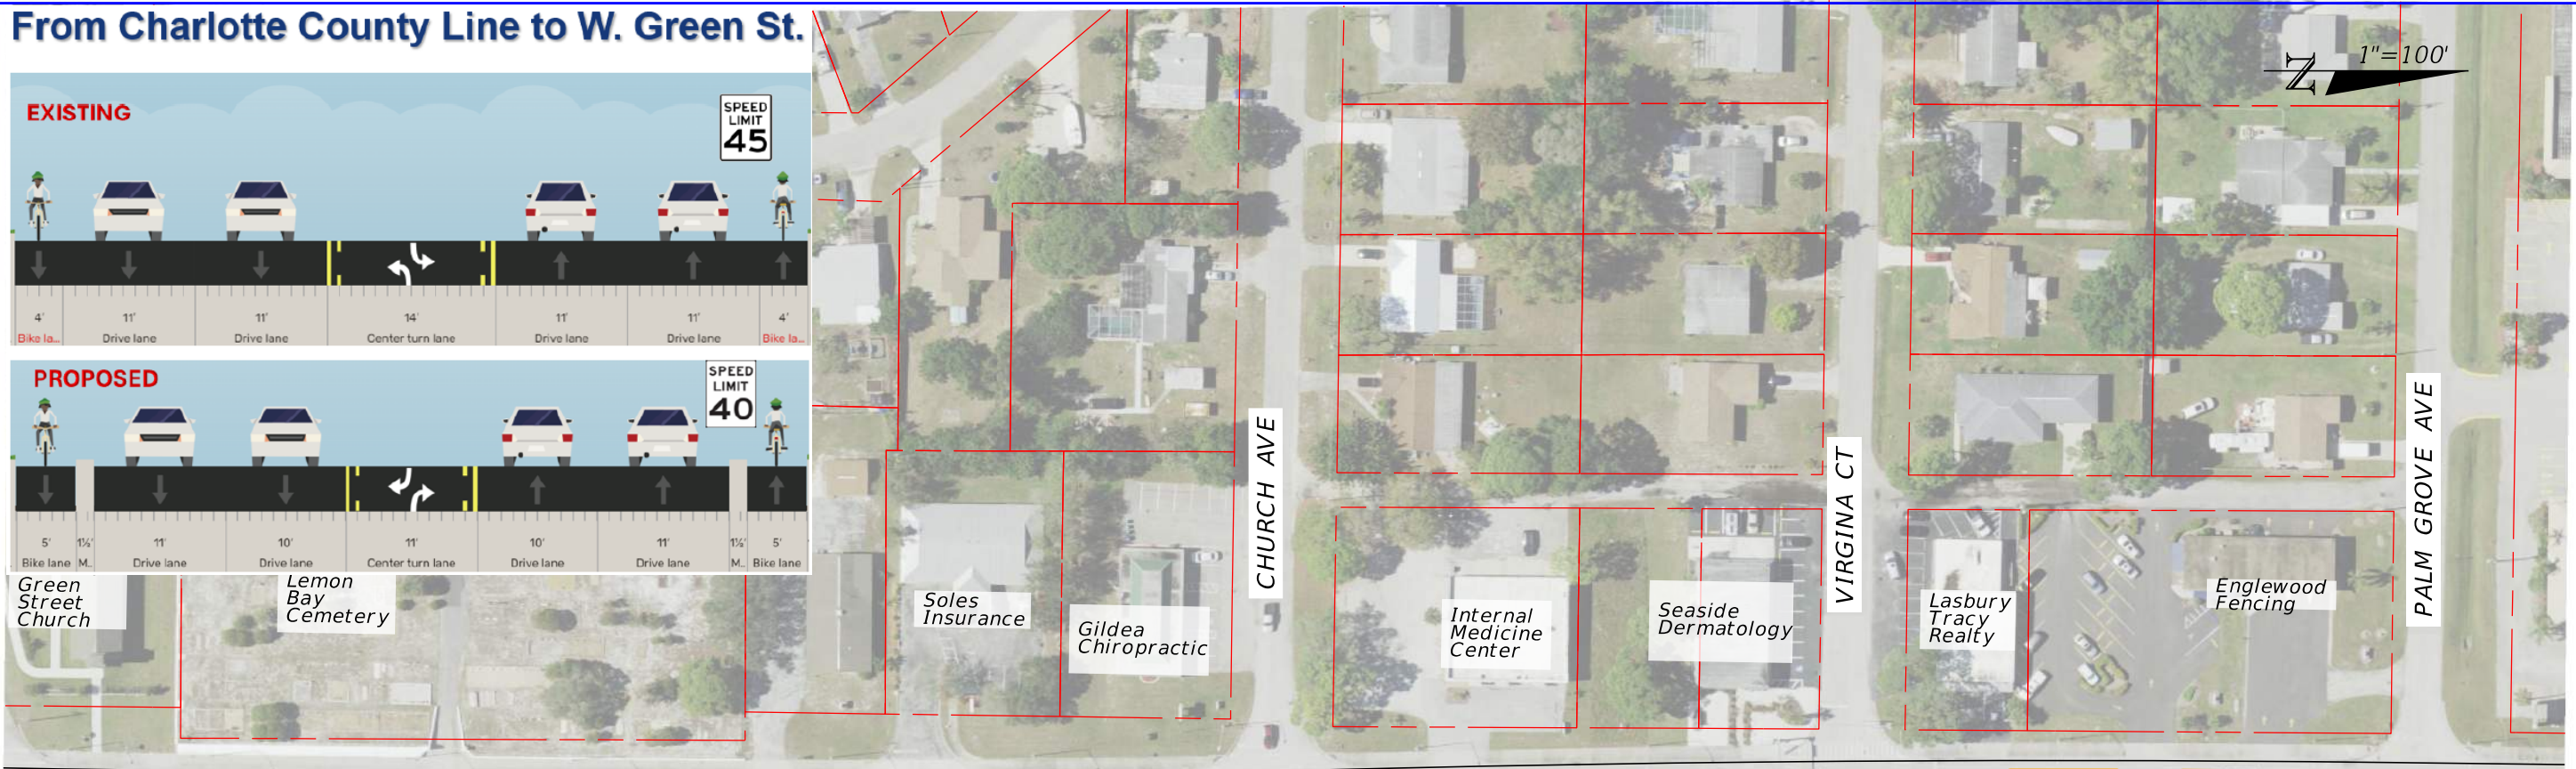 From Charlotte County Line to W. Green St.
EXISTING
SPEED
LIMIT
45
4' 11' 11' 14' 11' 11' 4'
Bike la... Drive lane Drive lane Center turn lane Drive lane Drive lane Bike la...
PROPOSED
SPEED
LIMIT
40
5' 1½' 11' 10' 11' 10' 11' 1½' 5'
Bike lane M... Drive lane Drive lane Center turn lane Drive lane Drive lane M... Bike lane
N
1"=100'
Green
Street
Church
Lemon
Bay
Cemetery
Soles
Insurance
Gildea
Chiropractic
CHURCH AVE
Internal
Medicine
Center
Seaside
Dermatology
VIRGINA CT
Lasbury
Tracy
Realty
Englewood
Fencing
PALM GROVE AVE